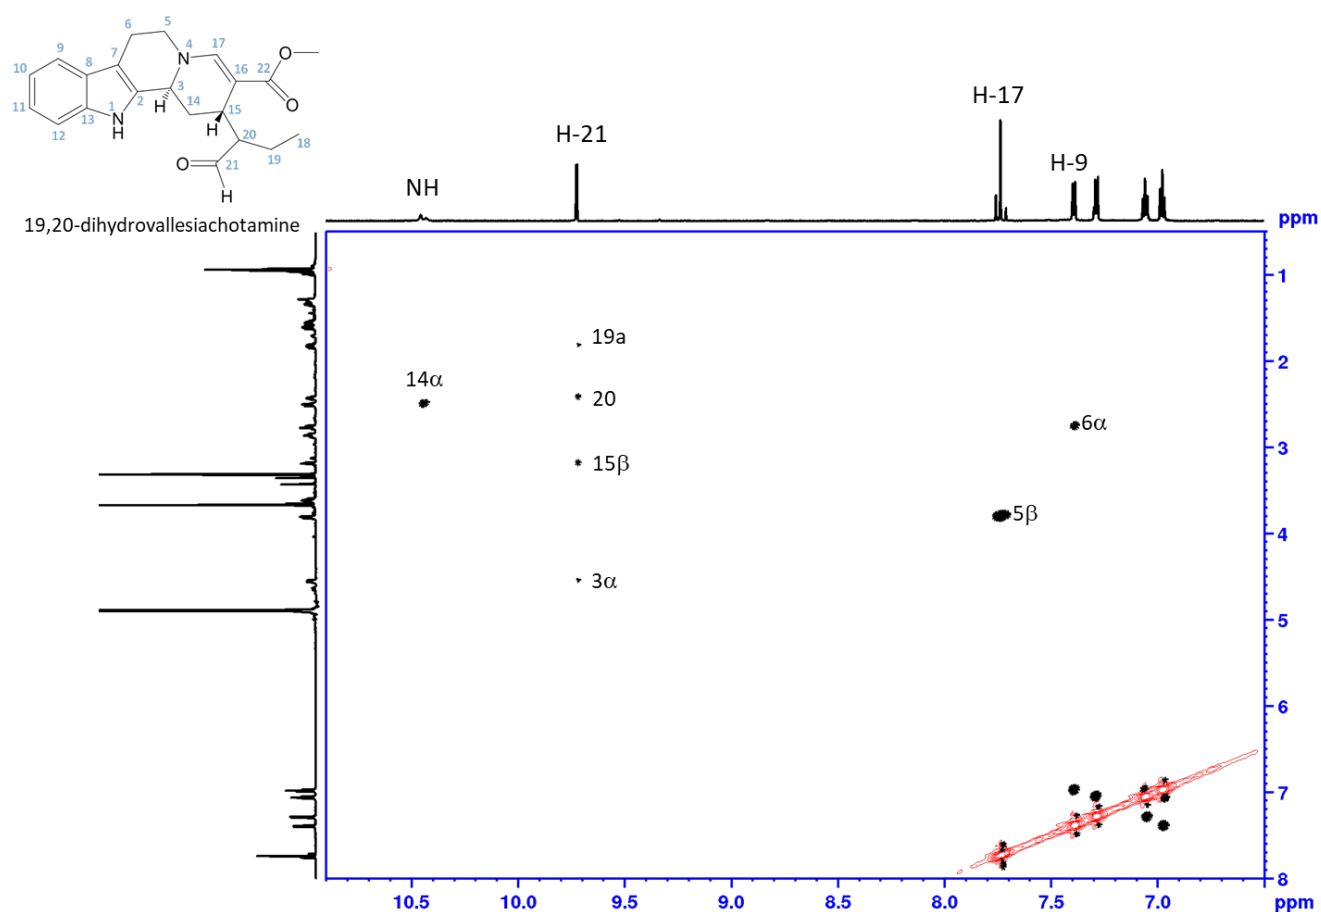 6
5
9
7
N
4
17
O
10
8
3
16
22
11
1
2
H
14
15
O
12
13
N
H
H
20
18
O
21
19
H
19,20-dihydrovallesiachotamine
NH
H-21
H-17
H-9
ppm
1
19a
2
14α
20
6α
15β
3
5β
4
3α
5
6
7
8
10.5 10.0 9.5 9.0 8.5 8.0 7.5 7.0 ppm